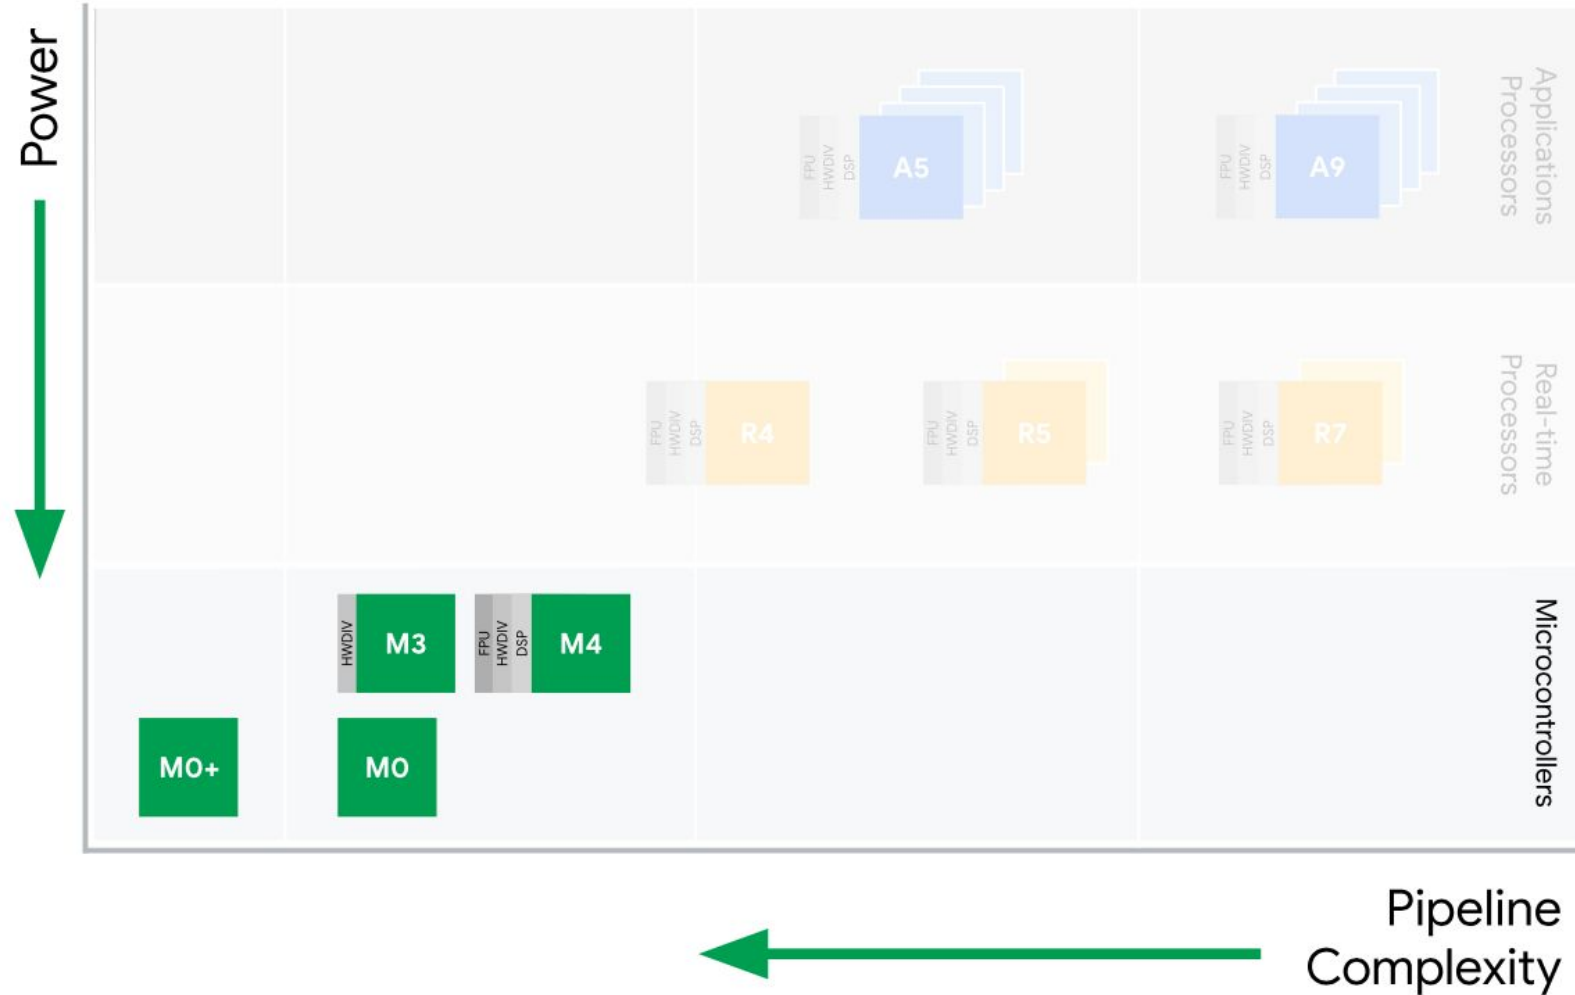 Power
FPU
HWDIV
DSP
A5
FPU
HWDIV
DSP
A9
Applications
Processors
FPU
HWDIV
DSP
R4
FPU
HWDIV
DSP
R5
FPU
HWDIV
DSP
R7
Real-time
Processors
HWDIV
M3
FPU
HWDIV
DSP
M4
M0+
M0
Microcontrollers
Pipeline
Complexity